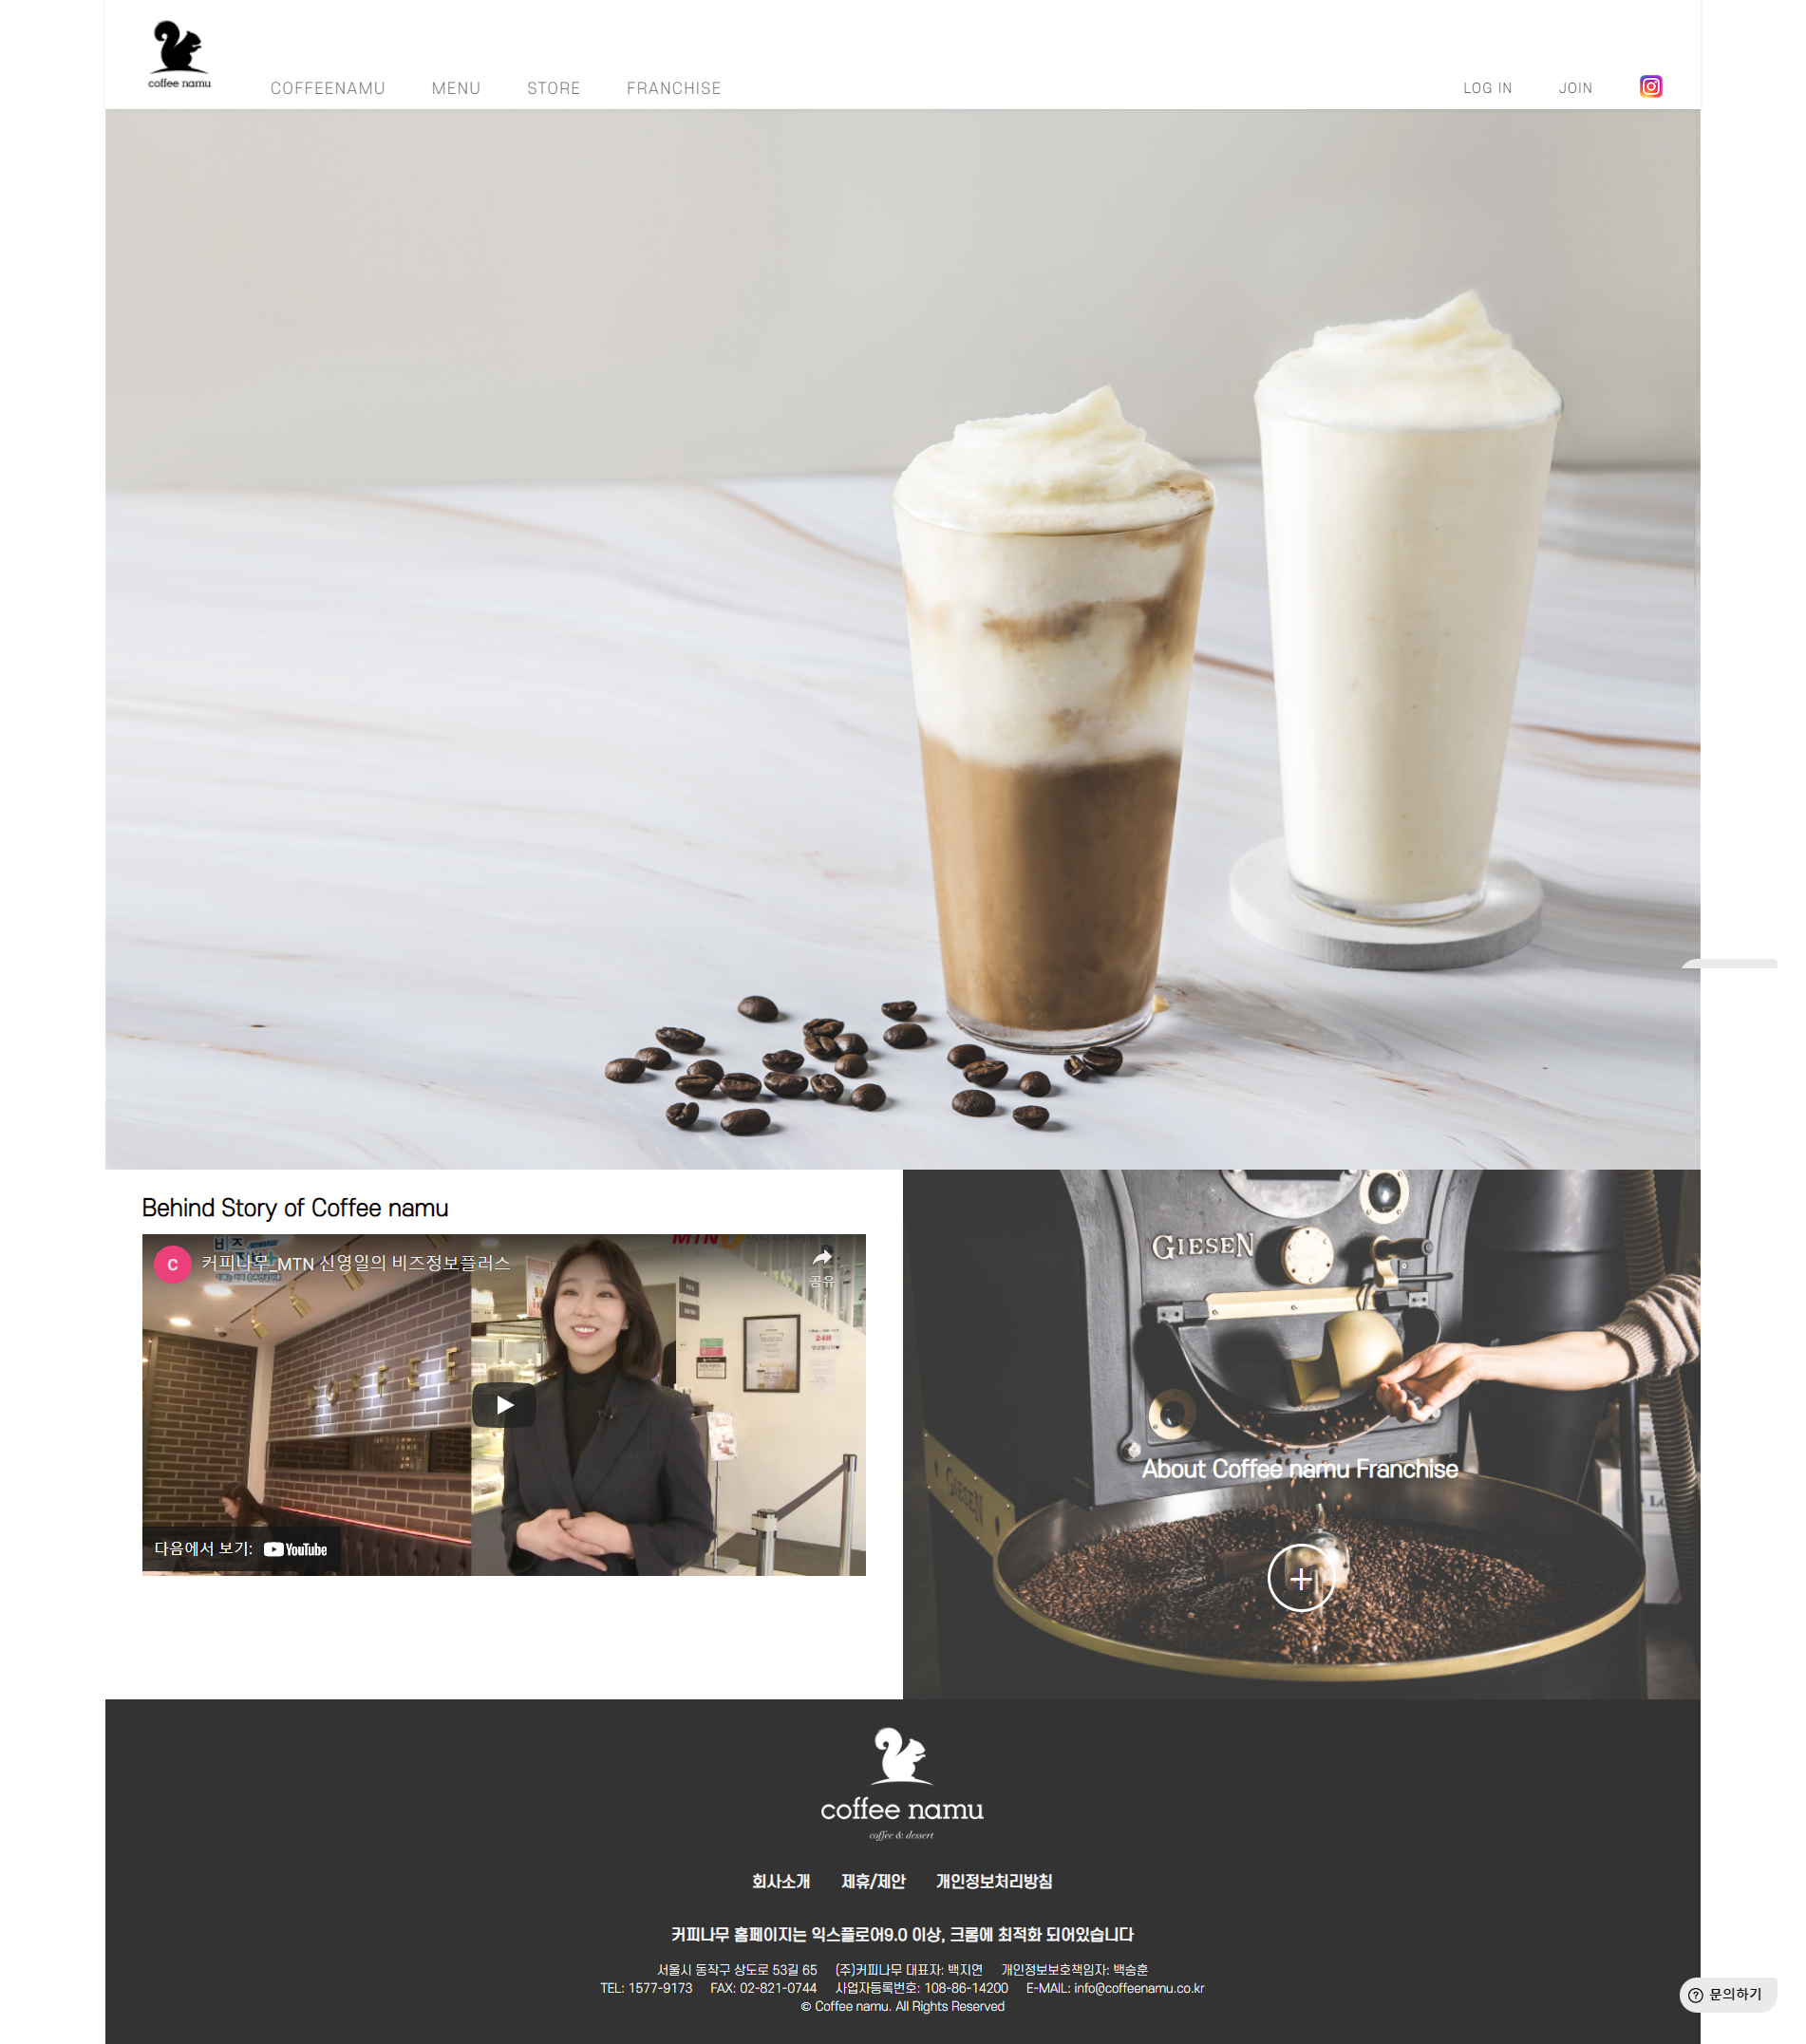 coffee namu
COFFEENAMU MENU STORE FRANCHISE LOG IN JOIN
Behind Story of Coffee namu
C 커피나무_MTN 신영일의 비즈정보플러스
공유
COFFEE
다음에서 보기: YouTube
GIESEN
GIESEN
About Coffee namu Franchise
coffee namu
coffee & dessert
회사소개 제휴/제안 개인정보처리방침
커피나무 홈페이지는 익스플로어9.0 이상, 크롬에 최적화 되어있습니다
서울시 동작구 상도로 53길 65 (주)커피나무 대표자: 백지연 개인정보보호책임자: 백승훈
TEL: 1577-9173 FAX: 02-821-0744 사업자등록번호: 108-86-14200 E-MAIL: info@coffeenamu.co.kr
© Coffee namu. All Rights Reserved
문의하기